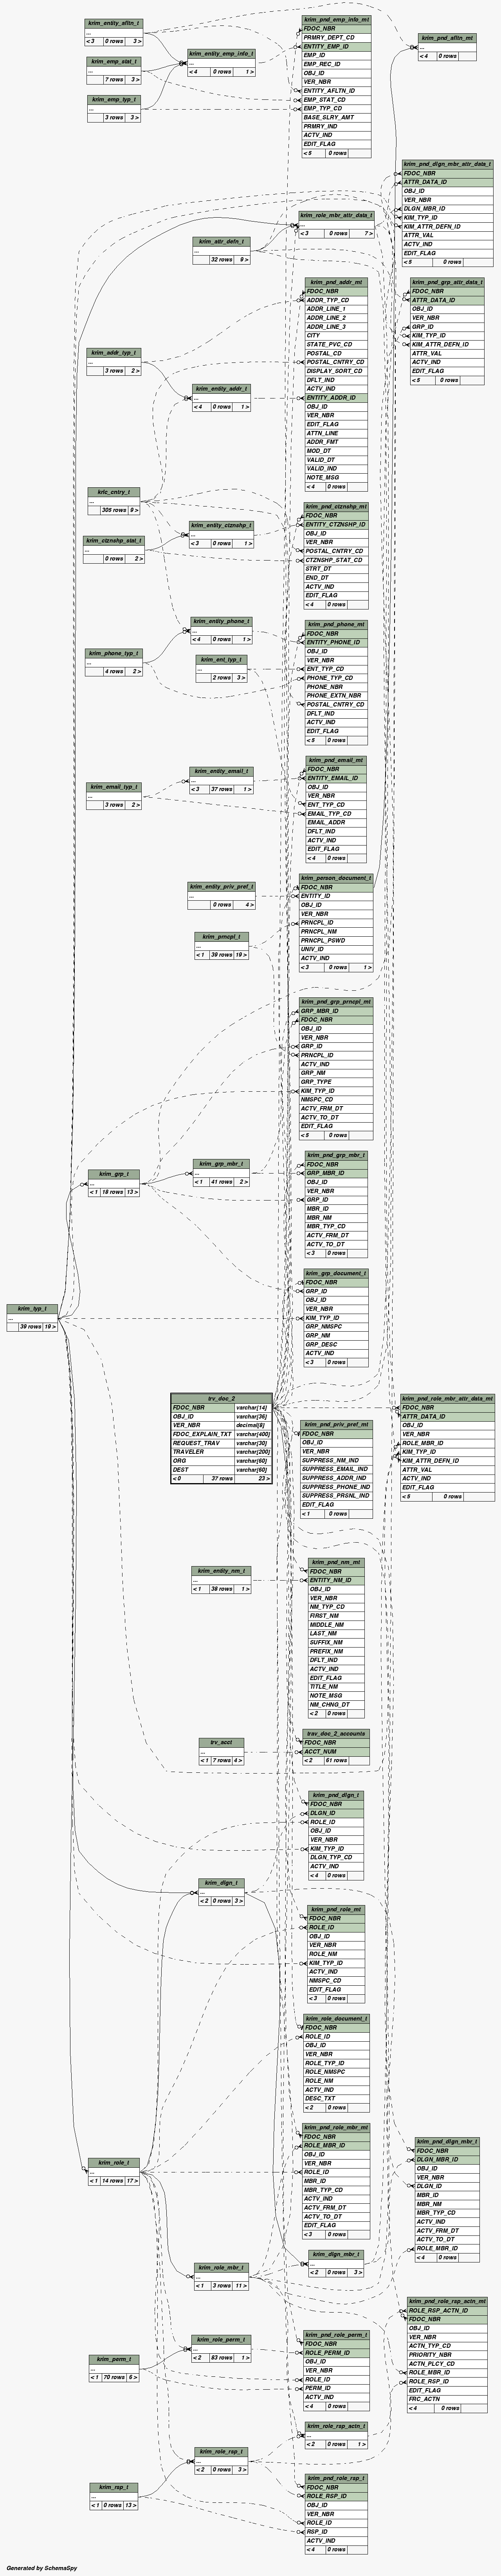 krim_entity_afltn_t
...
< 3 0 rows 3 >
krim_emp_stat_t
...
7 rows 3 >
krim_emp_typ_t
...
3 rows 3 >
krim_entity_emp_info_t
...
< 4 0 rows 1 >
krim_pnd_emp_info_mt
FDOC_NBR
PRMRY_DEPT_CD
ENTITY_EMP_ID
EMP_ID
EMP_REC_ID
OBJ_ID
VER_NBR
ENTITY_AFLTN_ID
EMP_STAT_CD
EMP_TYP_CD
BASE_SLRY_AMT
PRMRY_IND
ACTV_IND
EDIT_FLAG
< 5 0 rows
krim_pnd_afltn_mt
...
< 4 0 rows
krim_pnd_dlgn_mbr_attr_data_t
FDOC_NBR
ATTR_DATA_ID
OBJ_ID
VER_NBR
DLGN_MBR_ID
KIM_TYP_ID
KIM_ATTR_DEFN_ID
ATTR_VAL
ACTV_IND
EDIT_FLAG
< 5 0 rows
krim_role_mbr_attr_data_t
...
< 3 0 rows 7 >
krim_attr_defn_t
...
32 rows 9 >
krim_pnd_grp_attr_data_t
FDOC_NBR
ATTR_DATA_ID
OBJ_ID
VER_NBR
GRP_ID
KIM_TYP_ID
KIM_ATTR_DEFN_ID
ATTR_VAL
ACTV_IND
EDIT_FLAG
< 5 0 rows
krim_pnd_addr_mt
FDOC_NBR
ADDR_TYP_CD
ADDR_LINE_1
ADDR_LINE_2
ADDR_LINE_3
CITY
STATE_PVC_CD
POSTAL_CD
POSTAL_CNTRY_CD
DISPLAY_SORT_CD
DFLT_IND
ACTV_IND
ENTITY_ADDR_ID
OBJ_ID
VER_NBR
EDIT_FLAG
ATTN_LINE
ADDR_FMT
MOD_DT
VALID_DT
VALID_IND
NOTE_MSG
< 4 0 rows
krim_addr_typ_t
...
3 rows 2 >
krim_entity_addr_t
...
< 4 0 rows 1 >
krlc_cntry_t
...
305 rows 9 >
krim_ctznshp_stat_t
...
0 rows 2 >
krim_entity_ctznshp_t
...
< 3 0 rows 1 >
krim_pnd_ctznshp_mt
FDOC_NBR
ENTITY_CTZNSHP_ID
OBJ_ID
VER_NBR
POSTAL_CNTRY_CD
CTZNSHP_STAT_CD
STRT_DT
END_DT
ACTV_IND
EDIT_FLAG
< 4 0 rows
krim_entity_phone_t
...
< 4 0 rows 1 >
krim_phone_typ_t
...
4 rows 2 >
krim_ent_typ_t
...
2 rows 3 >
krim_pnd_phone_mt
FDOC_NBR
ENTITY_PHONE_ID
OBJ_ID
VER_NBR
ENT_TYP_CD
PHONE_TYP_CD
PHONE_NBR
PHONE_EXTN_NBR
POSTAL_CNTRY_CD
DFLT_IND
ACTV_IND
EDIT_FLAG
< 5 0 rows
krim_email_typ_t
...
3 rows 2 >
krim_entity_email_t
...
< 3 37 rows 1 >
krim_pnd_email_mt
FDOC_NBR
ENTITY_EMAIL_ID
OBJ_ID
VER_NBR
ENT_TYP_CD
EMAIL_TYP_CD
EMAIL_ADDR
DFLT_IND
ACTV_IND
EDIT_FLAG
< 4 0 rows
krim_entity_priv_pref_t
...
0 rows 4 >
krim_prncpl_t
...
< 1 39 rows 19 >
krim_person_document_t
FDOC_NBR
ENTITY_ID
OBJ_ID
VER_NBR
PRNCPL_ID
PRNCPL_NM
PRNCPL_PSWD
UNIV_ID
ACTV_IND
< 3 0 rows 1 >
krim_pnd_grp_prncpl_mt
GRP_MBR_ID
FDOC_NBR
OBJ_ID
VER_NBR
GRP_ID
PRNCPL_ID
ACTV_IND
GRP_NM
GRP_TYPE
KIM_TYP_ID
NMSPC_CD
ACTV_FRM_DT
ACTV_TO_DT
EDIT_FLAG
< 5 0 rows
krim_grp_t
...
< 1 18 rows 13 >
krim_grp_mbr_t
...
< 1 41 rows 2 >
krim_pnd_grp_mbr_t
FDOC_NBR
GRP_MBR_ID
OBJ_ID
VER_NBR
GRP_ID
MBR_ID
MBR_NM
MBR_TYP_CD
ACTV_FRM_DT
ACTV_TO_DT
< 3 0 rows
krim_grp_document_t
FDOC_NBR
GRP_ID
OBJ_ID
VER_NBR
KIM_TYP_ID
GRP_NMSPC
GRP_NM
GRP_DESC
ACTV_IND
< 3 0 rows
krim_typ_t
...
39 rows 19 >
trv_doc_2
FDOC_NBR varchar[14]
OBJ_ID varchar[36]
VER_NBR decimal[8]
FDOC_EXPLAIN_TXT varchar[400]
REQUEST_TRAV varchar[30]
TRAVELER varchar[200]
ORG varchar[60]
DEST varchar[60]
< 0 37 rows 23 >
krim_pnd_priv_pref_mt
FDOC_NBR
OBJ_ID
VER_NBR
SUPPRESS_NM_IND
SUPPRESS_EMAIL_IND
SUPPRESS_ADDR_IND
SUPPRESS_PHONE_IND
SUPPRESS_PRSNL_IND
EDIT_FLAG
< 1 0 rows
krim_pnd_role_mbr_attr_data_mt
FDOC_NBR
ATTR_DATA_ID
OBJ_ID
VER_NBR
ROLE_MBR_ID
KIM_TYP_ID
KIM_ATTR_DEFN_ID
ATTR_VAL
ACTV_IND
EDIT_FLAG
< 5 0 rows
krim_entity_nm_t
...
< 1 38 rows 1 >
krim_pnd_nm_mt
FDOC_NBR
ENTITY_NM_ID
OBJ_ID
VER_NBR
NM_TYP_CD
FIRST_NM
MIDDLE_NM
LAST_NM
SUFFIX_NM
PREFIX_NM
DFLT_IND
ACTV_IND
EDIT_FLAG
TITLE_NM
NOTE_MSG
NM_CHNG_DT
< 2 0 rows
trv_acct
...
< 1 7 rows 4 >
trav_doc_2_accounts
FDOC_NBR
ACCT_NUM
< 2 61 rows
krim_pnd_dlgn_t
FDOC_NBR
DLGN_ID
ROLE_ID
OBJ_ID
VER_NBR
KIM_TYP_ID
DLGN_TYP_CD
ACTV_IND
< 4 0 rows
krim_dlgn_t
...
< 2 0 rows 3 >
krim_pnd_role_mt
FDOC_NBR
ROLE_ID
OBJ_ID
VER_NBR
ROLE_NM
KIM_TYP_ID
ACTV_IND
NMSPC_CD
EDIT_FLAG
< 3 0 rows
krim_role_document_t
FDOC_NBR
ROLE_ID
OBJ_ID
VER_NBR
ROLE_TYP_ID
ROLE_NMSPC
ROLE_NM
ACTV_IND
DESC_TXT
< 2 0 rows
krim_role_t
...
< 1 14 rows 17 >
krim_pnd_role_mbr_mt
FDOC_NBR
ROLE_MBR_ID
OBJ_ID
VER_NBR
ROLE_ID
MBR_ID
MBR_TYP_CD
ACTV_IND
ACTV_FRM_DT
ACTV_TO_DT
EDIT_FLAG
< 3 0 rows
krim_pnd_dlgn_mbr_t
FDOC_NBR
DLGN_MBR_ID
OBJ_ID
VER_NBR
DLGN_ID
MBR_ID
MBR_NM
MBR_TYP_CD
ACTV_IND
ACTV_FRM_DT
ACTV_TO_DT
ROLE_MBR_ID
< 4 0 rows
krim_dlgn_mbr_t
...
< 2 0 rows 3 >
krim_role_mbr_t
...
< 1 3 rows 11 >
krim_pnd_role_rsp_actn_mt
ROLE_RSP_ACTN_ID
FDOC_NBR
OBJ_ID
VER_NBR
ACTN_TYP_CD
PRIORITY_NBR
ACTN_PLCY_CD
ROLE_MBR_ID
ROLE_RSP_ID
EDIT_FLAG
FRC_ACTN
< 4 0 rows
krim_perm_t
...
< 1 70 rows 6 >
krim_role_perm_t
...
< 2 83 rows 1 >
krim_pnd_role_perm_t
FDOC_NBR
ROLE_PERM_ID
OBJ_ID
VER_NBR
ROLE_ID
PERM_ID
ACTV_IND
< 4 0 rows
krim_role_rsp_actn_t
...
< 2 0 rows 1 >
krim_role_rsp_t
...
< 2 0 rows 3 >
krim_rsp_t
...
< 1 0 rows 13 >
krim_pnd_role_rsp_t
FDOC_NBR
ROLE_RSP_ID
OBJ_ID
VER_NBR
ROLE_ID
RSP_ID
ACTV_IND
< 4 0 rows
Generated by SchemaSpy